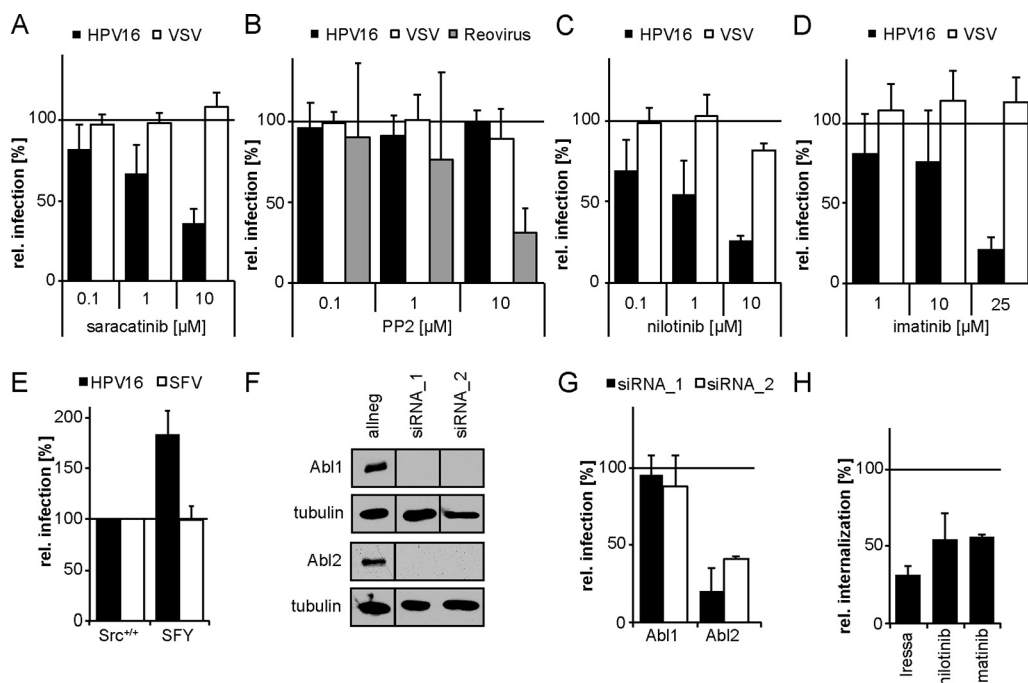 A
HPV16 VSV
rel. infection [%]
100
50
0
0.1 1 10
saracatinib [µM]
B
HPV16 VSV Reovirus
rel. infection [%]
100
50
0
0.1 1 10
PP2 [µM]
C
HPV16 VSV
rel. infection [%]
100
50
0
0.1 1 10
nilotinib [µM]
D
HPV16 VSV
rel. infection [%]
100
50
0
1 10 25
imatinib [µM]
E
HPV16 SFV
rel. infection [%]
200
150
100
50
0
Src+/+ SFY
F
allneg siRNA_1 siRNA_2
Abl1
tubulin
Abl2
tubulin
G
siRNA_1 siRNA_2
rel. infection [%]
100
50
0
Abl1 Abl2
H
rel. internalization [%]
100
50
0
Iressa nilotinib imatinib